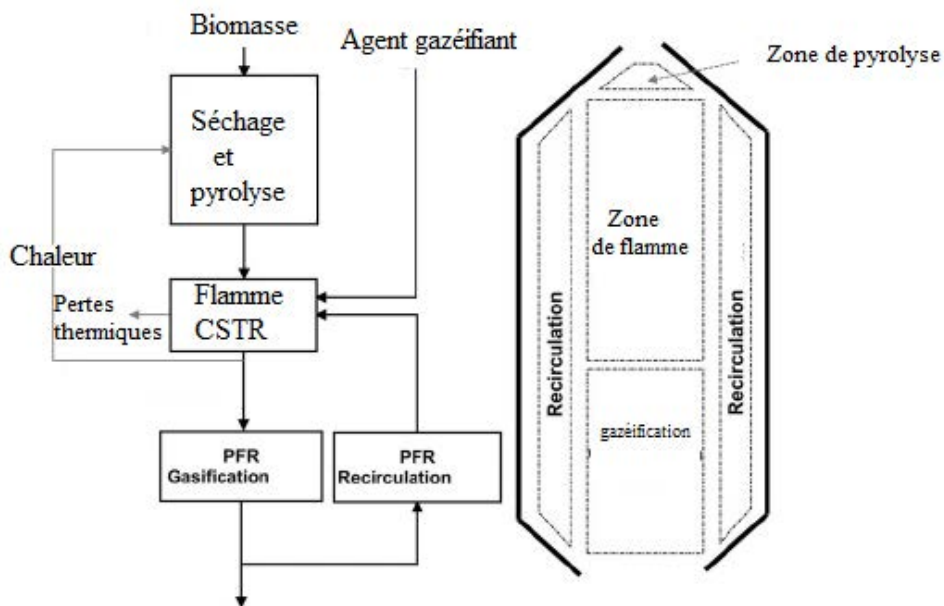 Biomasse
Agent gazéifiant
Séchage
et
pyrolyse
Chaleur
Pertes
thermiques
Flamme
CSTR
PFR
Gasification
PFR
Recirculation
Zone de pyrolyse
Zone
de flamme
Recirculation
Recirculation
gazéification